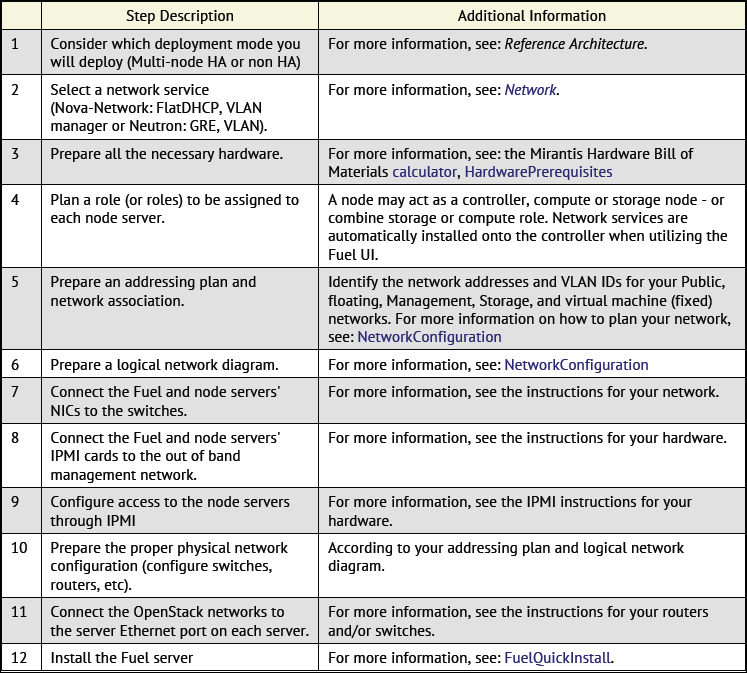 Step Description
Additional Information
1
Consider which deployment mode you
will deploy (Multi-node HA or non HA)
For more information, see: Reference Architecture.
2
Select a network service
(Nova-Network: FlatDHCP, VLAN
manager or Neutron: GRE, VLAN).
For more information, see: Network.
3
Prepare all the necessary hardware.
For more information, see: the Mirantis Hardware Bill of
Materials calculator, HardwarePrerequisites
4
Plan a role (or roles) to be assigned to
each node server.
A node may act as a controller, compute or storage node - or
combine storage or compute role. Network services are
automatically installed onto the controller when utilizing the
Fuel UI.
5
Prepare an addressing plan and
network association.
Identify the network addresses and VLAN IDs for your Public,
floating, Management, Storage, and virtual machine (fixed)
networks. For more information on how to plan your network,
see: NetworkConfiguration
6
Prepare a logical network diagram.
For more information, see: NetworkConfiguration
7
Connect the Fuel and node servers'
NICs to the switches.
For more information, see the instructions for your network.
8
Connect the Fuel and node servers'
IPMI cards to the out of band
management network.
For more information, see the instructions for your hardware.
9
Configure access to the node servers
through IPMI
For more information, see the IPMI instructions for your
hardware.
10
Prepare the proper physical network
configuration (configure switches,
routers, etc).
According to your addressing plan and logical network
diagram.
11
Connect the OpenStack networks to
the server Ethernet port on each server.
For more information, see the instructions for your routers
and/or switches.
12
Install the Fuel server
For more information, see: FuelQuickInstall.